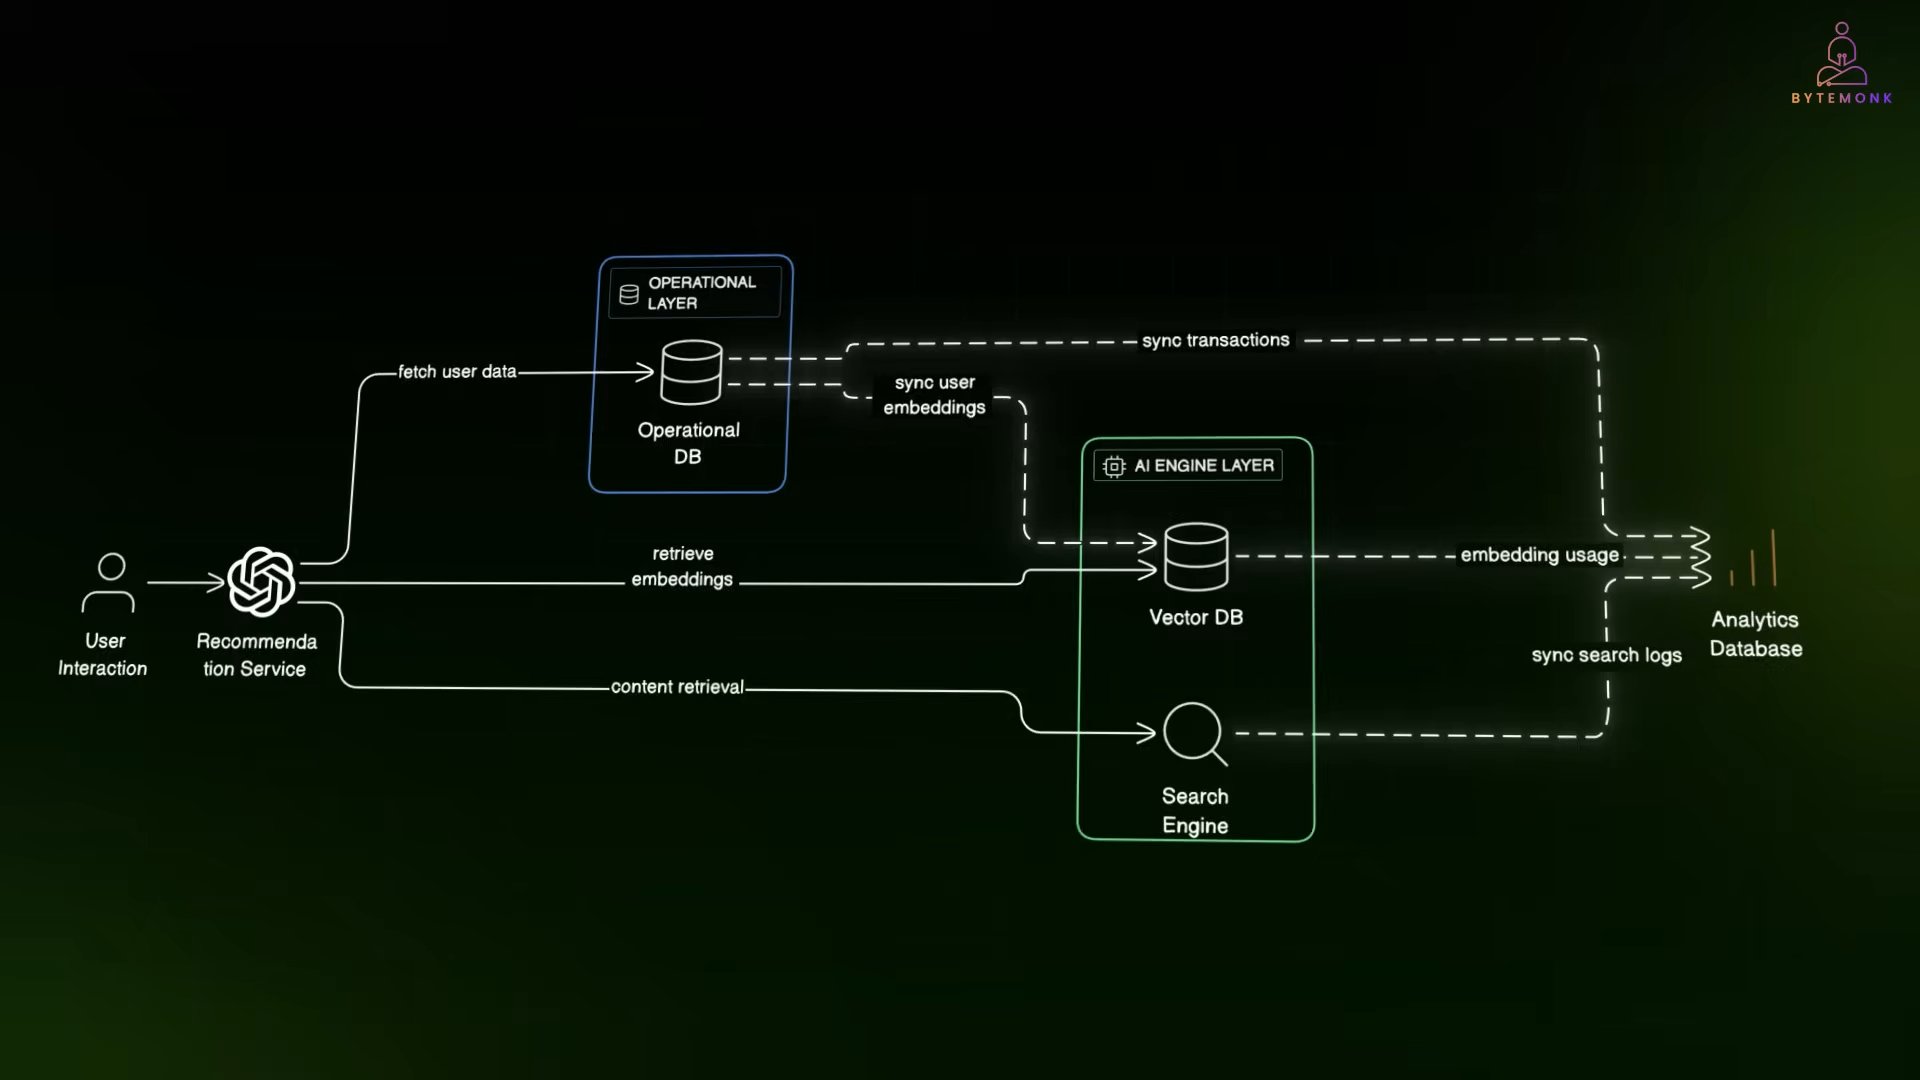 BYTEMONK
OPERATIONAL
LAYER
sync transactions
fetch user data
sync user
embeddings
Operational
DB
AI ENGINE LAYER
retrieve
embeddings
embedding usage
Vector DB
Analytics
Database
User
Interaction
Recommenda
tion Service
sync search logs
content retrieval
Search
Engine